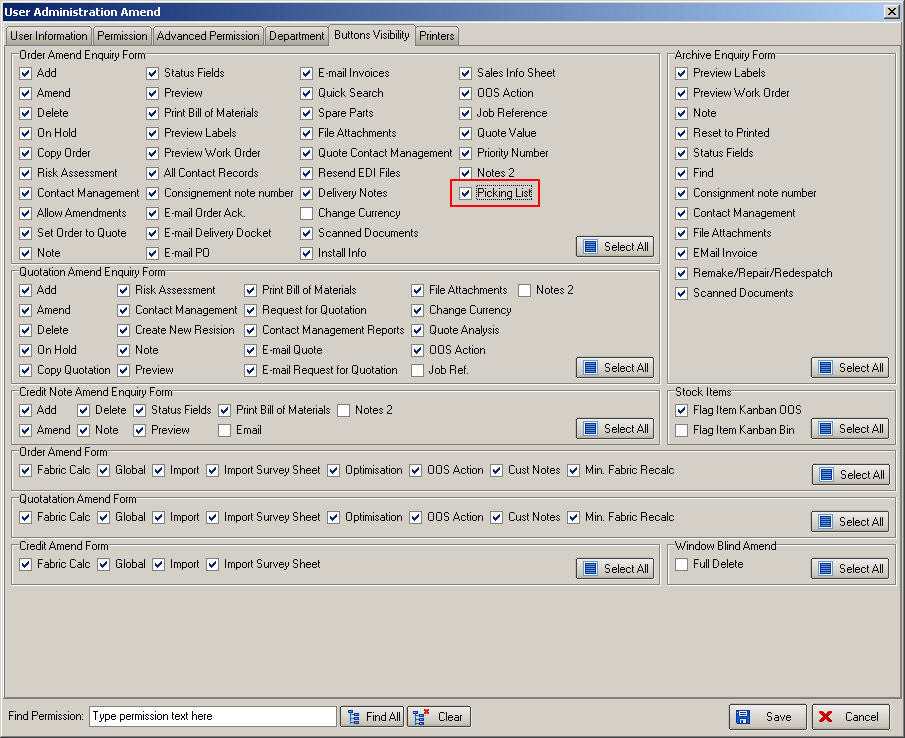 User Administration Amend
User Information Permission Advanced Permission Department Buttons Visibility Printers
Order Amend Enquiry Form
Add Status Fields E-mail Invoices Sales Info Sheet
Amend Preview Quick Search OOS Action
Delete Print Bill of Materials Spare Parts Job Reference
On Hold Preview Labels File Attachments Quote Value
Copy Order Preview Work Order Quote Contact Management Priority Number
Risk Assessment All Contact Records Resend EDI Files Notes 2
Contact Management Consignement note number Delivery Notes Picking List
Allow Amendments E-mail Order Ack. Change Currency
Set Order to Quote E-mail Delivery Docket Scanned Documents
Note E-mail PO Install Info
Select All
Archive Enquiry Form
Preview Labels
Preview Work Order
Note
Reset to Printed
Status Fields
Find
Consignment note number
Contact Management
File Attachments
EMail Invoice
Remake/Repair/Redespatch
Scanned Documents
Select All
Quotation Amend Enquiry Form
Add Risk Assessment Print Bill of Materials File Attachments Notes 2
Amend Contact Management Request for Quotation Change Currency
Delete Create New Resision Contact Management Reports Quote Analysis
On Hold Note E-mail Quote OOS Action
Copy Quotation Preview E-mail Request for Quotation Job Ref.
Select All
Credit Note Amend Enquiry Form
Add Delete Status Fields Print Bill of Materials Notes 2
Amend Note Preview Email
Select All
Stock Items
Flag Item Kanban OOS
Flag Item Kanban Bin
Select All
Order Amend Form
Fabric Calc Global Import Import Survey Sheet Optimisation OOS Action Cust Notes Min. Fabric Recalc
Select All
Quotatation Amend Form
Fabric Calc Global Import Import Survey Sheet Optimisation OOS Action Cust Notes Min. Fabric Recalc
Select All
Credit Amend Form
Fabric Calc Global Import Import Survey Sheet
Select All
Window Blind Amend
Full Delete
Select All
Find Permission: Type permission text here Find All Clear Save Cancel